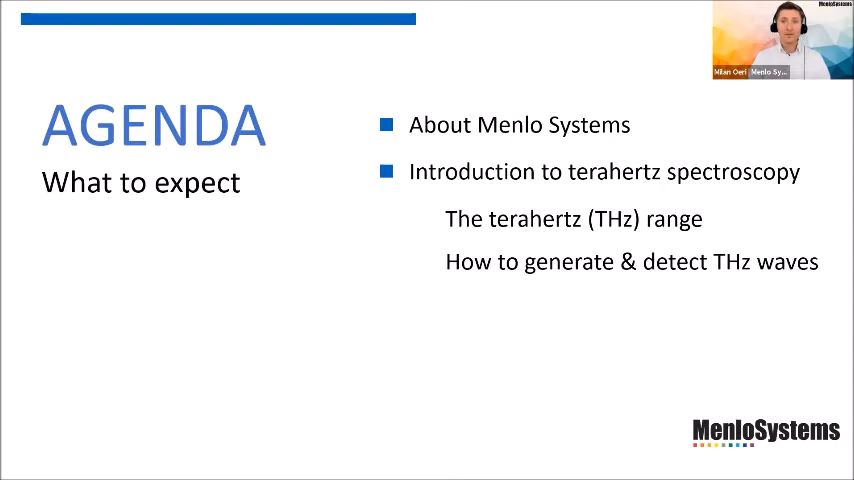 MenloSystems
Milan Oeri
Menlo Sy...
AGENDA
What to expect
About Menlo Systems
Introduction to terahertz spectroscopy
The terahertz (THz) range
How to generate & detect THz waves
MenloSystems